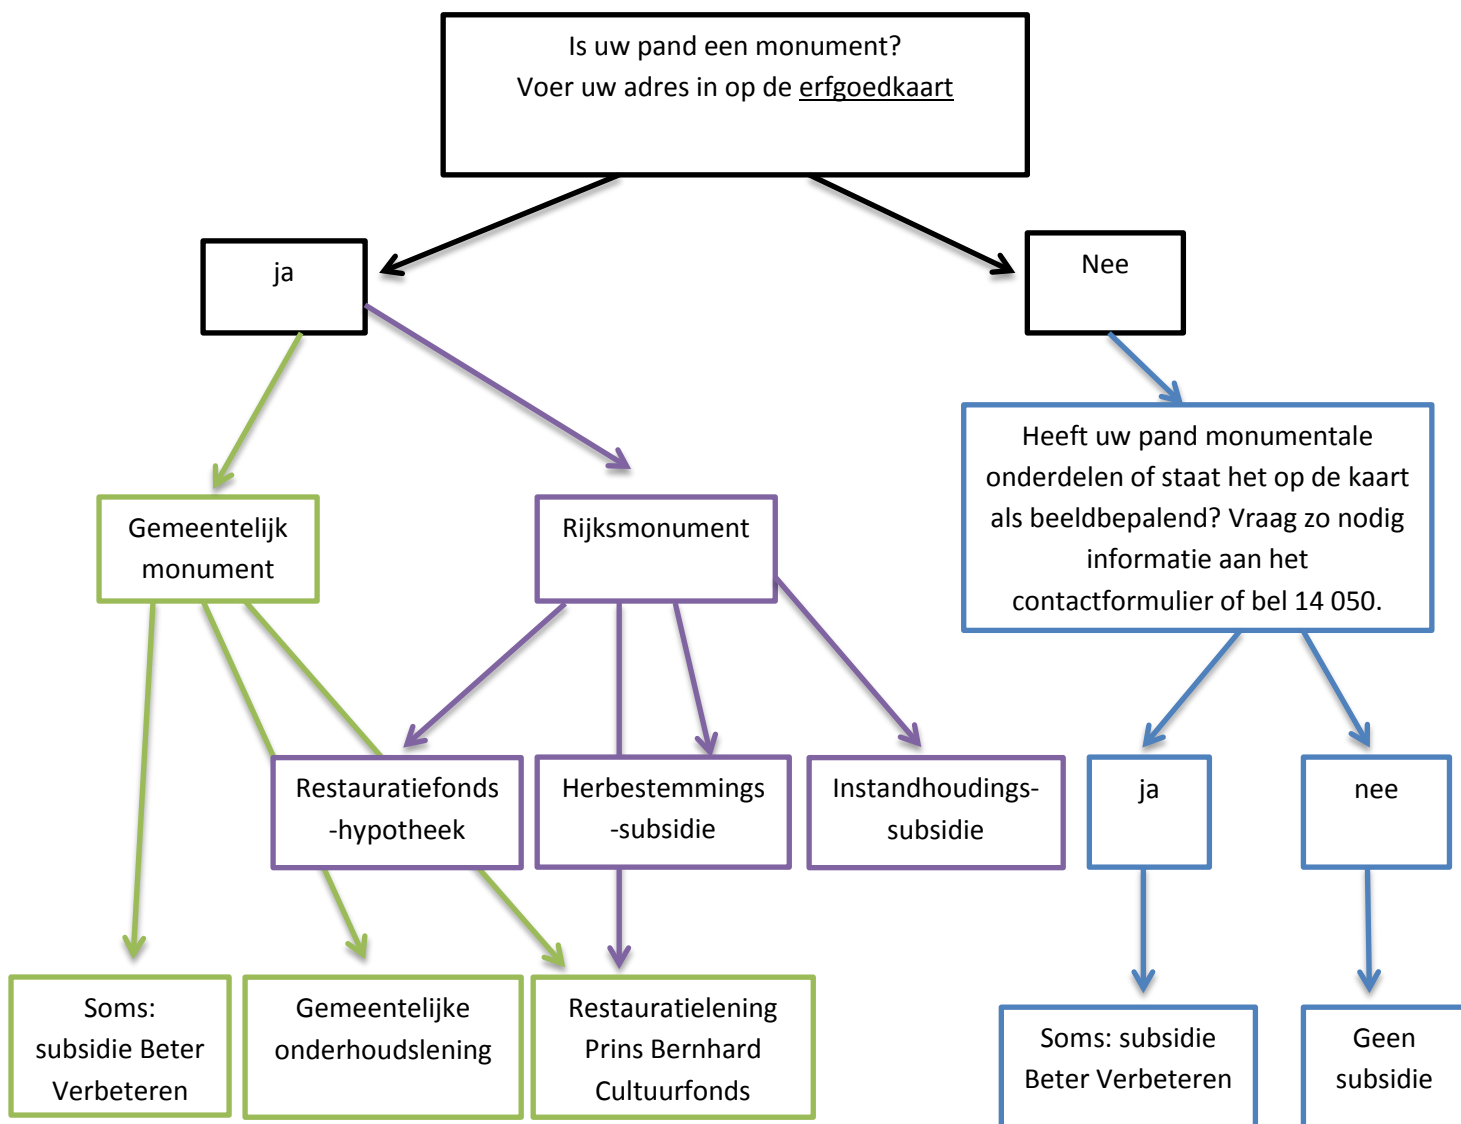 Is uw pand een monument?
Voer uw adres in op de erfgoedkaart
ja
Nee
Heeft uw pand monumentale
onderdelen of staat het op de kaart
als beeldbepalend? Vraag zo nodig
informatie aan het
contactformulier of bel 14 050.
Gemeentelijk
monument
Rijksmonument
Restauratiefonds
-hypotheek
Herbestemmings
-subsidie
Instandhoudings-
subsidie
ja
nee
Soms:
subsidie Beter
Verbeteren
Gemeentelijke
onderhoudslening
Restauratielening
Prins Bernhard
Cultuurfonds
Soms: subsidie
Beter Verbeteren
Geen
subsidie